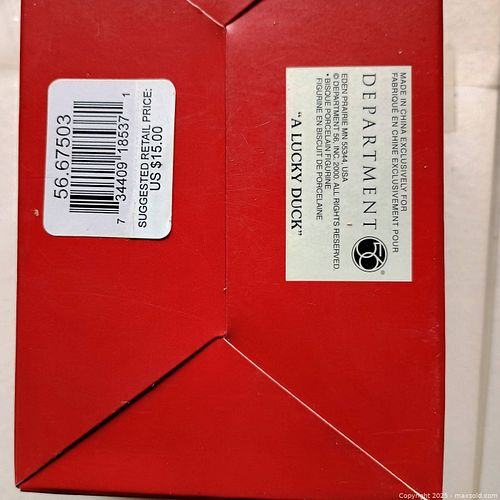 56.67503
7 34409 18537 1
SUGGESTED RETAIL PRICE:
US $15.00
MADE IN CHINA EXCLUSIVELY FOR
FABRIQUÉ EN CHINE EXCLUSIVEMENT POUR
DEPARTMENT 56®
EDEN PRAIRIE MN 55344, USA
© DEPARTMENT 56, INC. 2000. ALL RIGHTS RESERVED.
• BISQUE PORCELAIN FIGURINE
FIGURINE EN BISCUIT DE PORCELAINE
"A LUCKY DUCK"
Copyright 2025 - maxsold.com